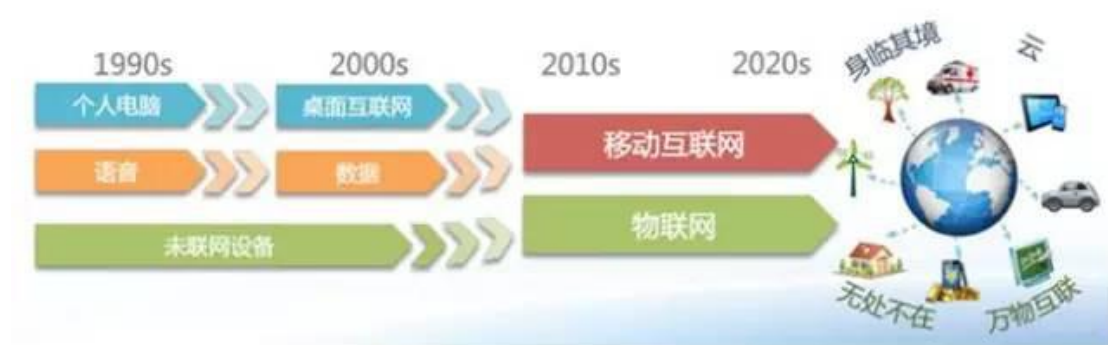 1990s
2000s
2010s
2020s
个人电脑
桌面互联网
语音
数据
未联网设备
移动互联网
物联网
身临其境
云
无处不在
万物互联